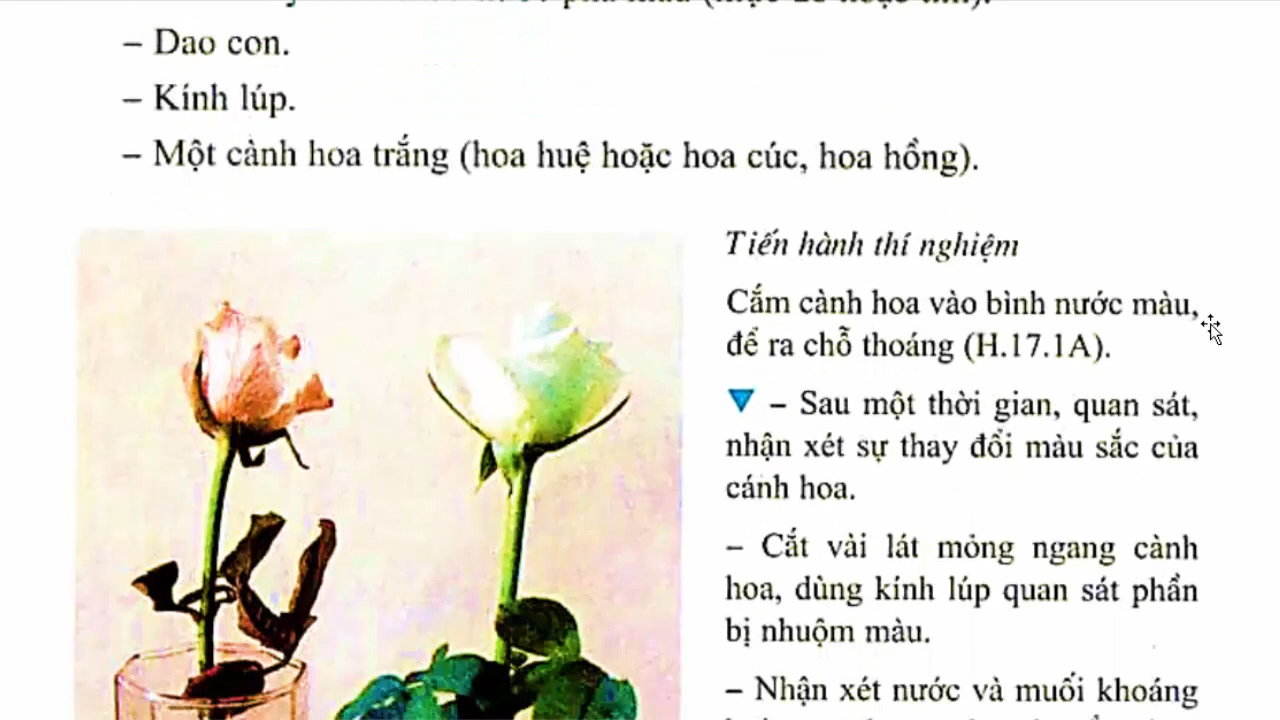 – Dao con.
– Kính lúp.
– Một cành hoa trắng (hoa huệ hoặc hoa cúc, hoa hồng).
Tiến hành thí nghiệm
Cắm cành hoa vào bình nước màu,
để ra chỗ thoáng (H.17.1A).
– Sau một thời gian, quan sát,
nhận xét sự thay đổi màu sắc của
cánh hoa.
– Cắt vài lát mỏng ngang cành
hoa, dùng kính lúp quan sát phần
bị nhuộm màu.
– Nhận xét nước và muối khoáng